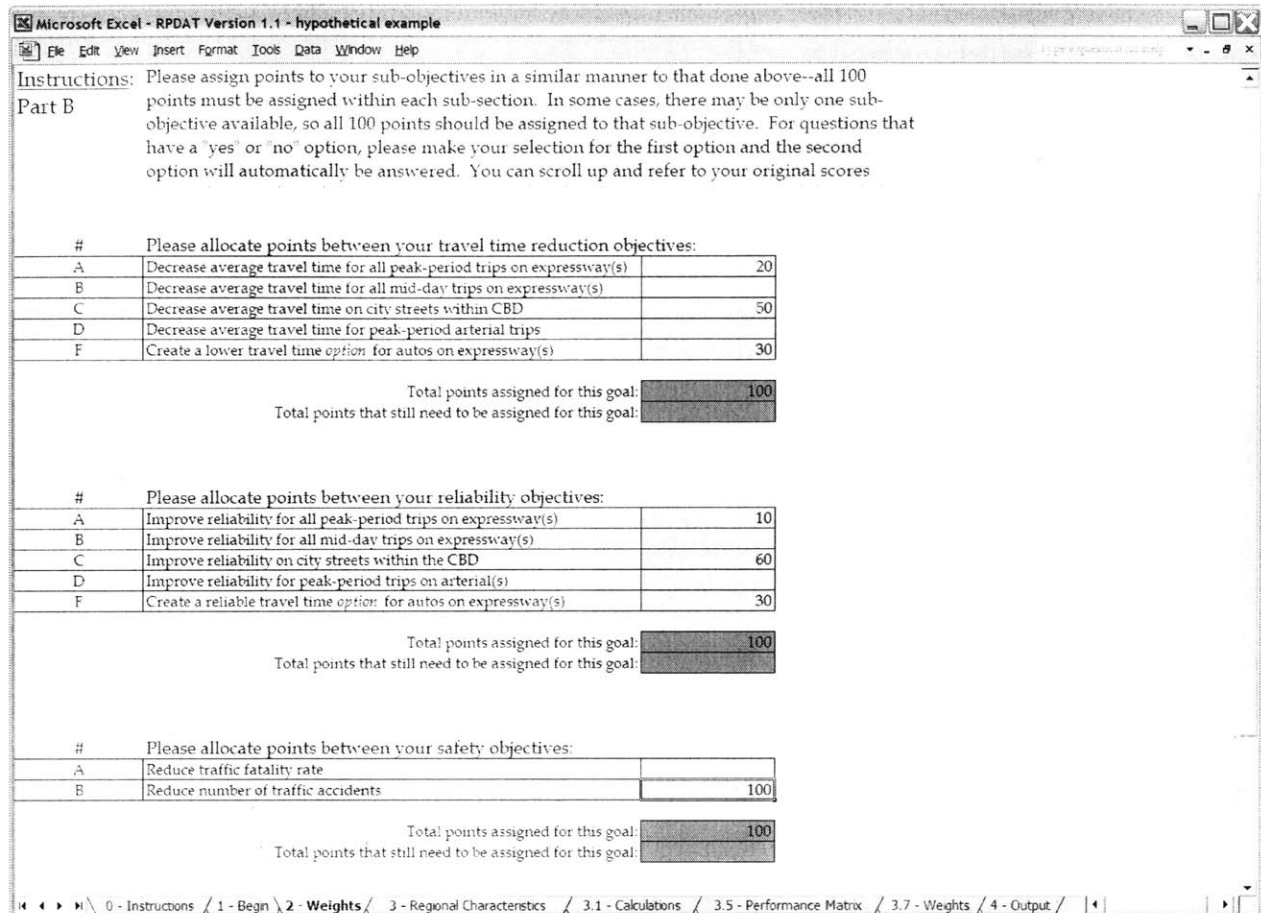 Microsoft Excel - RPDAT Version 1.1 - hypothetical example
File Edit View Insert Format Tools Data Window Help
Instructions: Please assign points to your sub-objectives in a similar manner to that done above--all 100
Part B points must be assigned within each sub-section. In some cases, there may be only one sub-
objective available, so all 100 points should be assigned to that sub-objective. For questions that
have a "yes" or "no" option, please make your selection for the first option and the second
option will automatically be answered. You can scroll up and refer to your original scores
# Please allocate points between your travel time reduction objectives:
A Decrease average travel time for all peak-period trips on expressway(s) 20
B Decrease average travel time for all mid-day trips on expressway(s)
C Decrease average travel time on city streets within CBD 50
D Decrease average travel time for peak-period arterial trips
F Create a lower travel time option for autos on expressway(s) 30
Total points assigned for this goal: 100
Total points that still need to be assigned for this goal:
# Please allocate points between your reliability objectives:
A Improve reliability for all peak-period trips on expressway(s) 10
B Improve reliability for all mid-day trips on expressway(s)
C Improve reliability on city streets within the CBD 60
D Improve reliability for peak-period trips on arterial(s)
F Create a reliable travel time option for autos on expressway(s) 30
Total points assigned for this goal: 100
Total points that still need to be assigned for this goal:
# Please allocate points between your safety objectives:
A Reduce traffic fatality rate
B Reduce number of traffic accidents 100
Total points assigned for this goal: 100
Total points that still need to be assigned for this goal:
0 - Instructions / 1 - Begin \ 2 - Weights / 3 - Regional Characteristics / 3.1 - Calculations / 3.5 - Performance Matrix / 3.7 - Weights / 4 - Output /